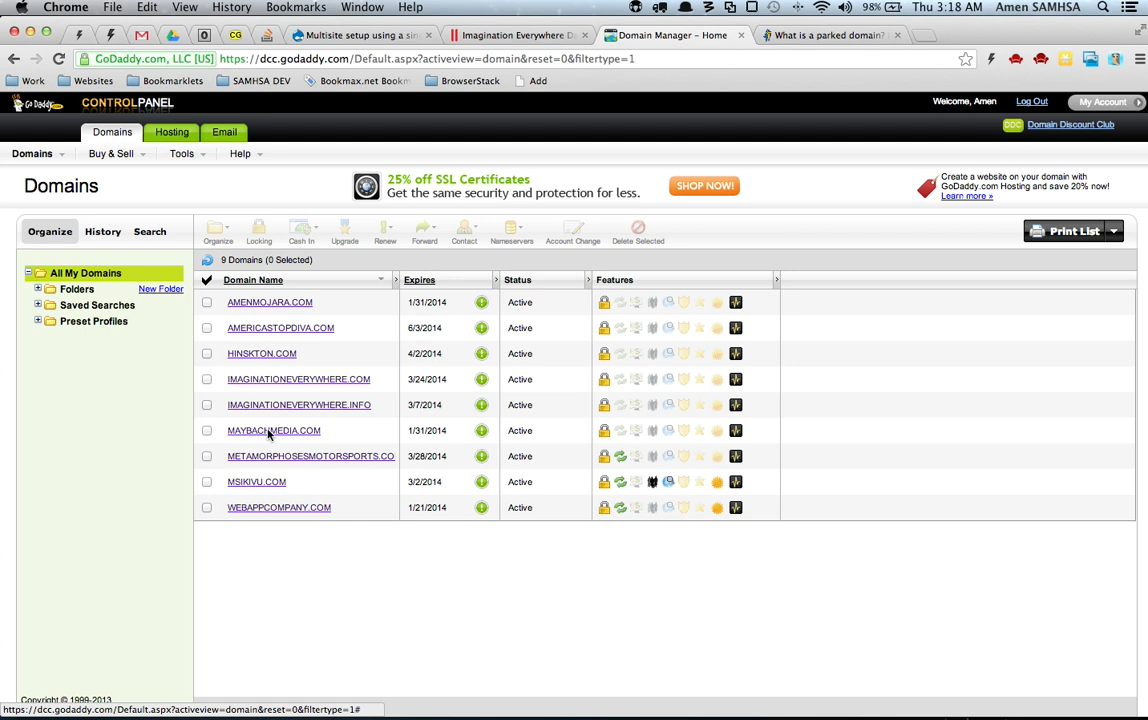 Chrome File Edit View History Bookmarks Window Help 98% Thu 3:18 AM Amen SAMHSA
Multisite setup using a sin Imagination Everywhere Da Domain Manager – Home What is a parked domain?
GoDaddy.com, LLC [US] https://dcc.godaddy.com/Default.aspx?activeview=domain&reset=0&filtertype=1
Work Websites Bookmarklets SAMHSA DEV Bookmax.net Bookm BrowserStack Add
Go Daddy CONTROLPANEL Welcome, Amen Log Out My Account
Domains Hosting Email DDC Domain Discount Club
Domains Buy & Sell Tools Help
Domains
25% off SSL Certificates
Get the same security and protection for less.
SHOP NOW!
Create a website on your domain with
GoDaddy.com Hosting and save 20% now!
Learn more »
Organize History Search
Organize Locking Cash In Upgrade Renew Forward Contact Nameservers Account Change Delete Selected
Print List
9 Domains (0 Selected)
All My Domains
Folders New Folder
Saved Searches
Preset Profiles
Domain Name Expires Status Features
AMENMOJARA.COM 1/31/2014 Active
AMERICASTOPDIVA.COM 6/3/2014 Active
HINSKTON.COM 4/2/2014 Active
IMAGINATIONEVERYWHERE.COM 3/24/2014 Active
IMAGINATIONEVERYWHERE.INFO 3/7/2014 Active
MAYBACHMEDIA.COM 1/31/2014 Active
METAMORPHOSESMOTORSPORTS.CO 3/28/2014 Active
MSIKIVU.COM 3/2/2014 Active
WEBAPPCOMPANY.COM 1/21/2014 Active
Copyright © 1999-2013
https://dcc.godaddy.com/Default.aspx?activeview=domain&reset=0&filtertype=1#